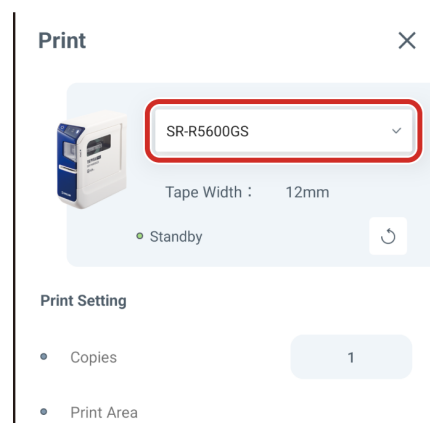 Print
SR-R5600GS
Tape Width： 12mm
Standby
Print Setting
Copies 1
Print Area